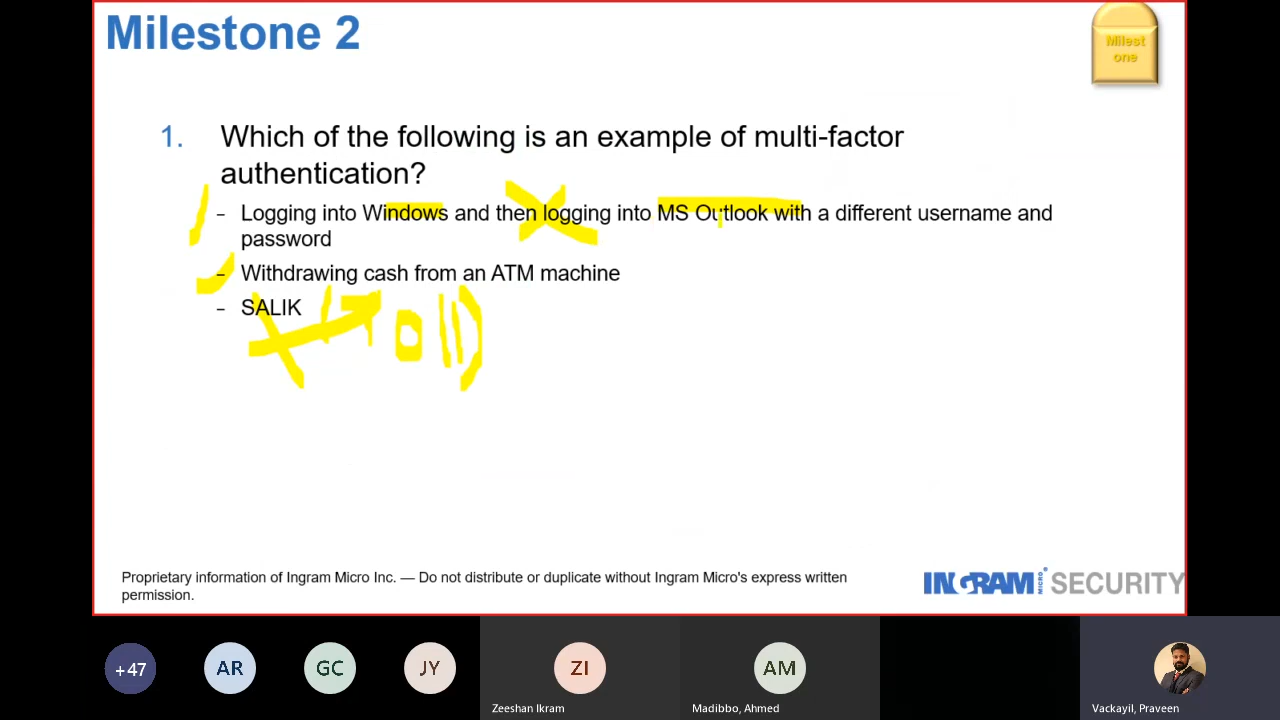 Milestone 2
Milest
one
1. Which of the following is an example of multi-factor
authentication?
– Logging into Windows and then logging into MS Outlook with a different username and
password
– Withdrawing cash from an ATM machine
– SALIK
Proprietary information of Ingram Micro Inc. — Do not distribute or duplicate without Ingram Micro's express written
permission.
INGRAM MICRO SECURITY
+47
AR
GC
JY
ZI
AM
Zeeshan Ikram
Madibbo, Ahmed
Vackayil, Praveen